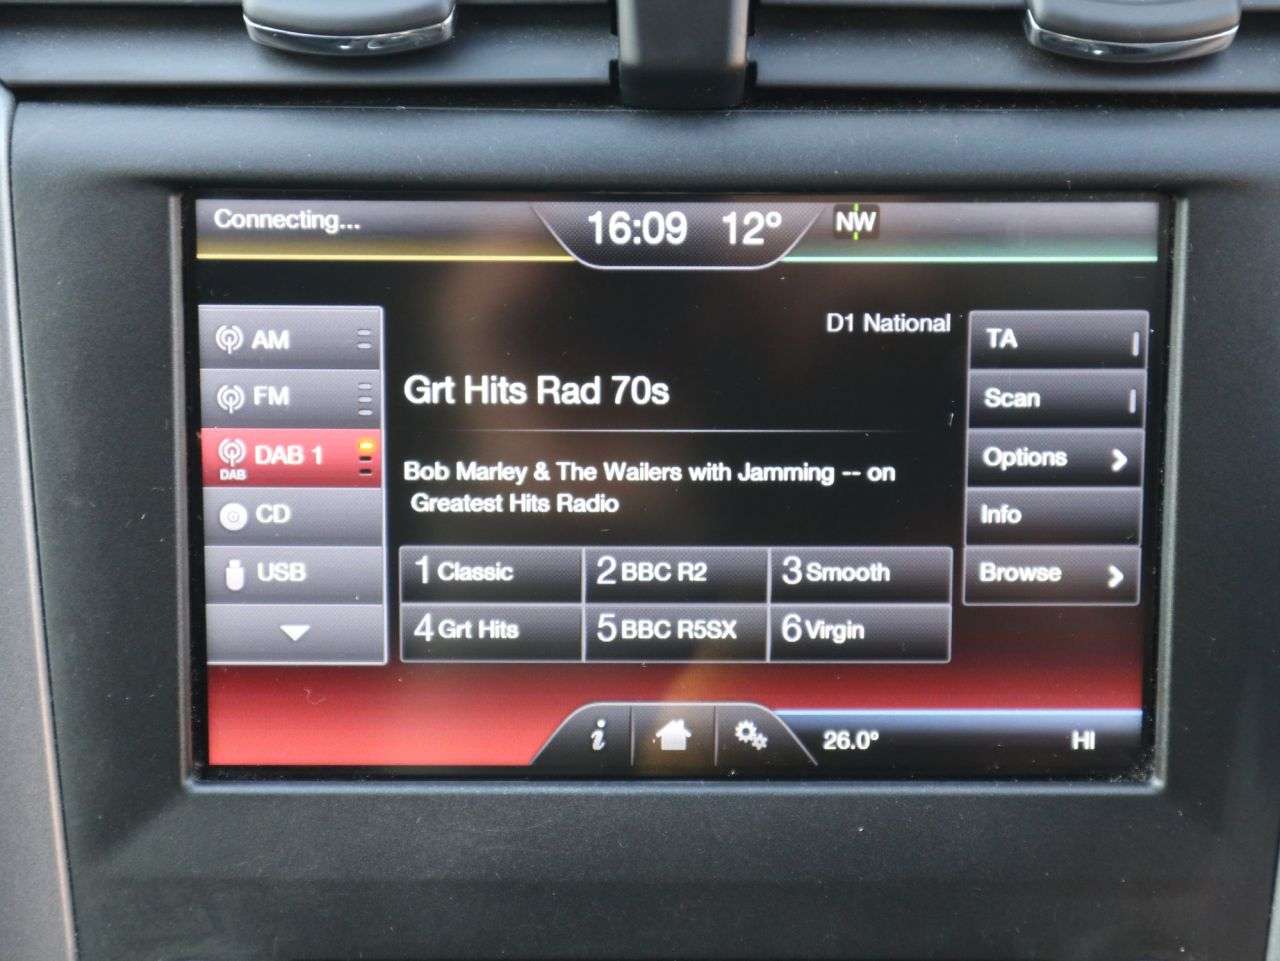 Connecting...
16:09 12° NW
AM
FM
DAB 1
DAB
CD
USB
D1 National
Grt Hits Rad 70s
Bob Marley & The Wailers with Jamming -- on
Greatest Hits Radio
1 Classic 2 BBC R2 3 Smooth
4 Grt Hits 5 BBC R5SX 6 Virgin
TA
Scan
Options
Info
Browse
i
26.0° HI